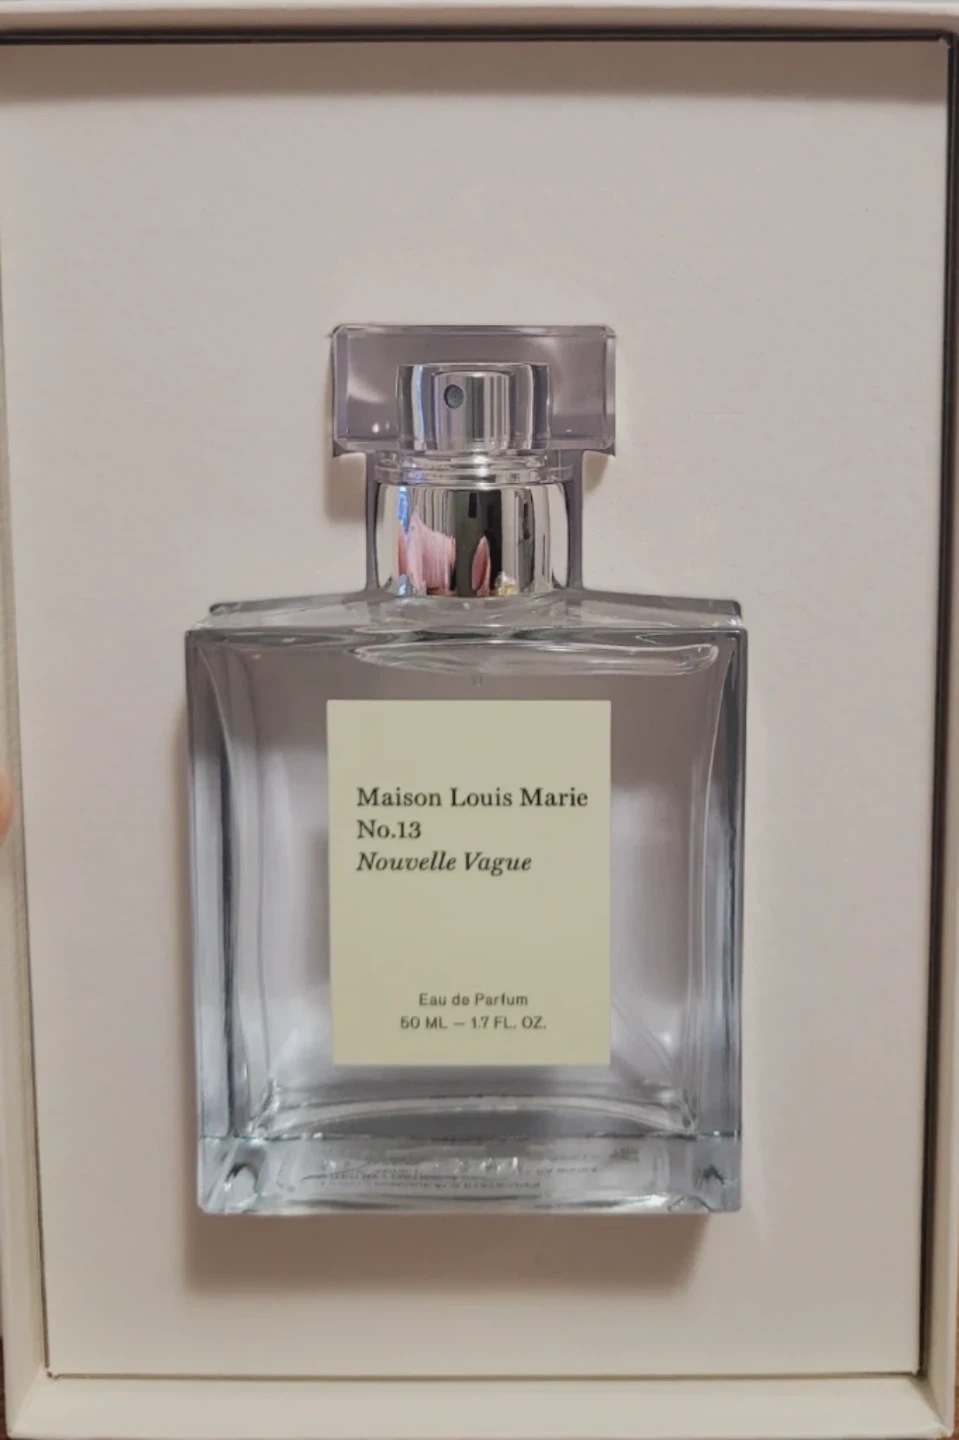 Maison Louis Marie
No.13
Nouvelle Vague
Eau de Parfum
50 ML — 1.7 FL. OZ.